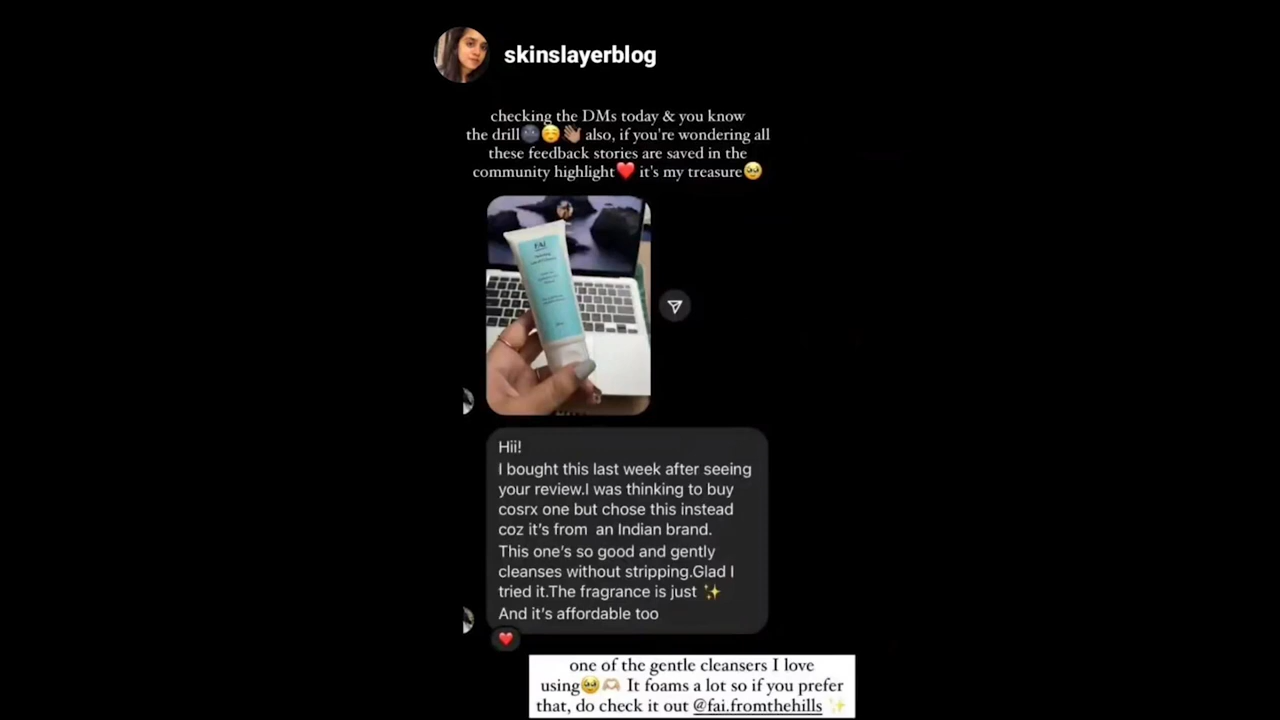 skinslayerblog
checking the DMs today & you know
the drill🌚☺️👋🏽 also, if you're wondering all
these feedback stories are saved in the
community highlight❤️ it's my treasure🥹
FAI
Hii!
I bought this last week after seeing
your review.I was thinking to buy
cosrx one but chose this instead
coz it's from  an Indian brand.
This one's so good and gently
cleanses without stripping.Glad I
tried it.The fragrance is just ✨
And it's affordable too
one of the gentle cleansers I love
using🥹🫶🏼 It foams a lot so if you prefer
that, do check it out @fai.fromthehills ✨